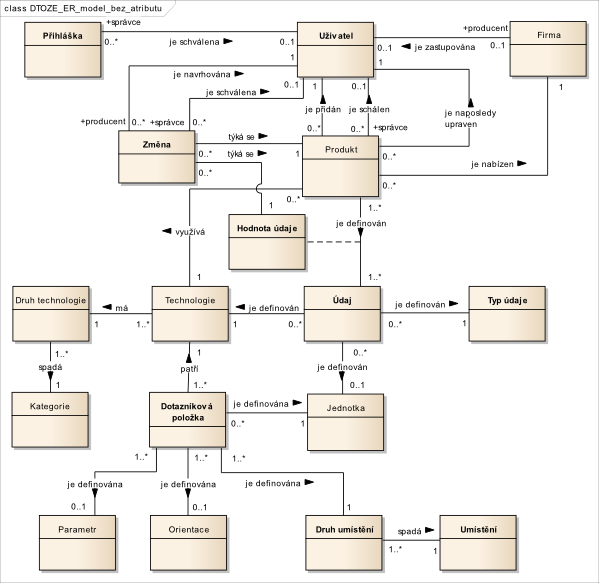 class DTOZE_ER_model_bez_atributu
Přihláška
+správce
0..*
je schválena
0..1
Uživatel
+producent
je zastupována
0..1
Firma
1
je navrhována
1
0..1
1
je schválena
je přidán
je schálen
je naposledy
upraven
+producent
0..*
+správce
0..*
0..*
0..*
+správce
Změna
týká se
0..*
týká se
0..*
1
Produkt
0..*
0..*
je nabízen
1
0..*
1..*
využívá
Hodnota údaje
je definován
1
1..*
Druh technologie
má
1
1..*
Technologie
je definován
1
0..*
Údaj
je definován
0..*
1
Typ údaje
1..*
spadá
1
1
patří
1..*
0..*
je definován
0..1
Kategorie
Dotazníková
položka
je definována
0..*
1
Jednotka
1..*
1..*
1..*
je definována
je definována
je definována
0..1
0..1
1
Parametr
Orientace
Druh umístění
spadá
1..*
1
Umístění